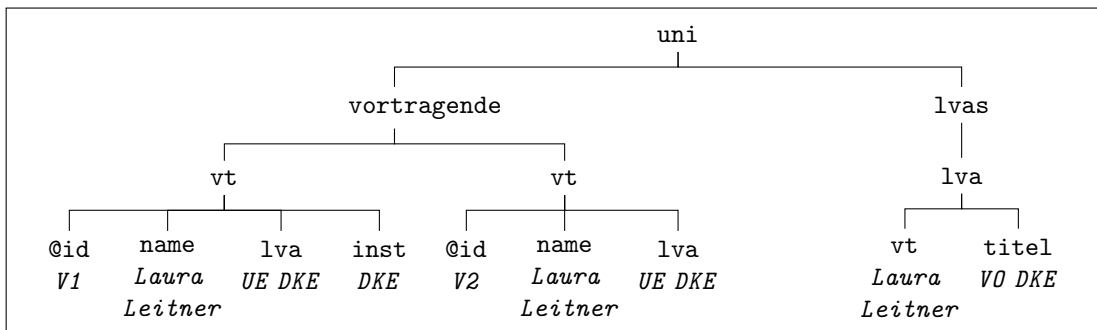 uni
vortragende lvas
vt vt lva
@id name lva inst @id name lva vt titel
V1 Laura UE DKE DKE V2 Laura UE DKE Laura VO DKE
Leitner Leitner Leitner